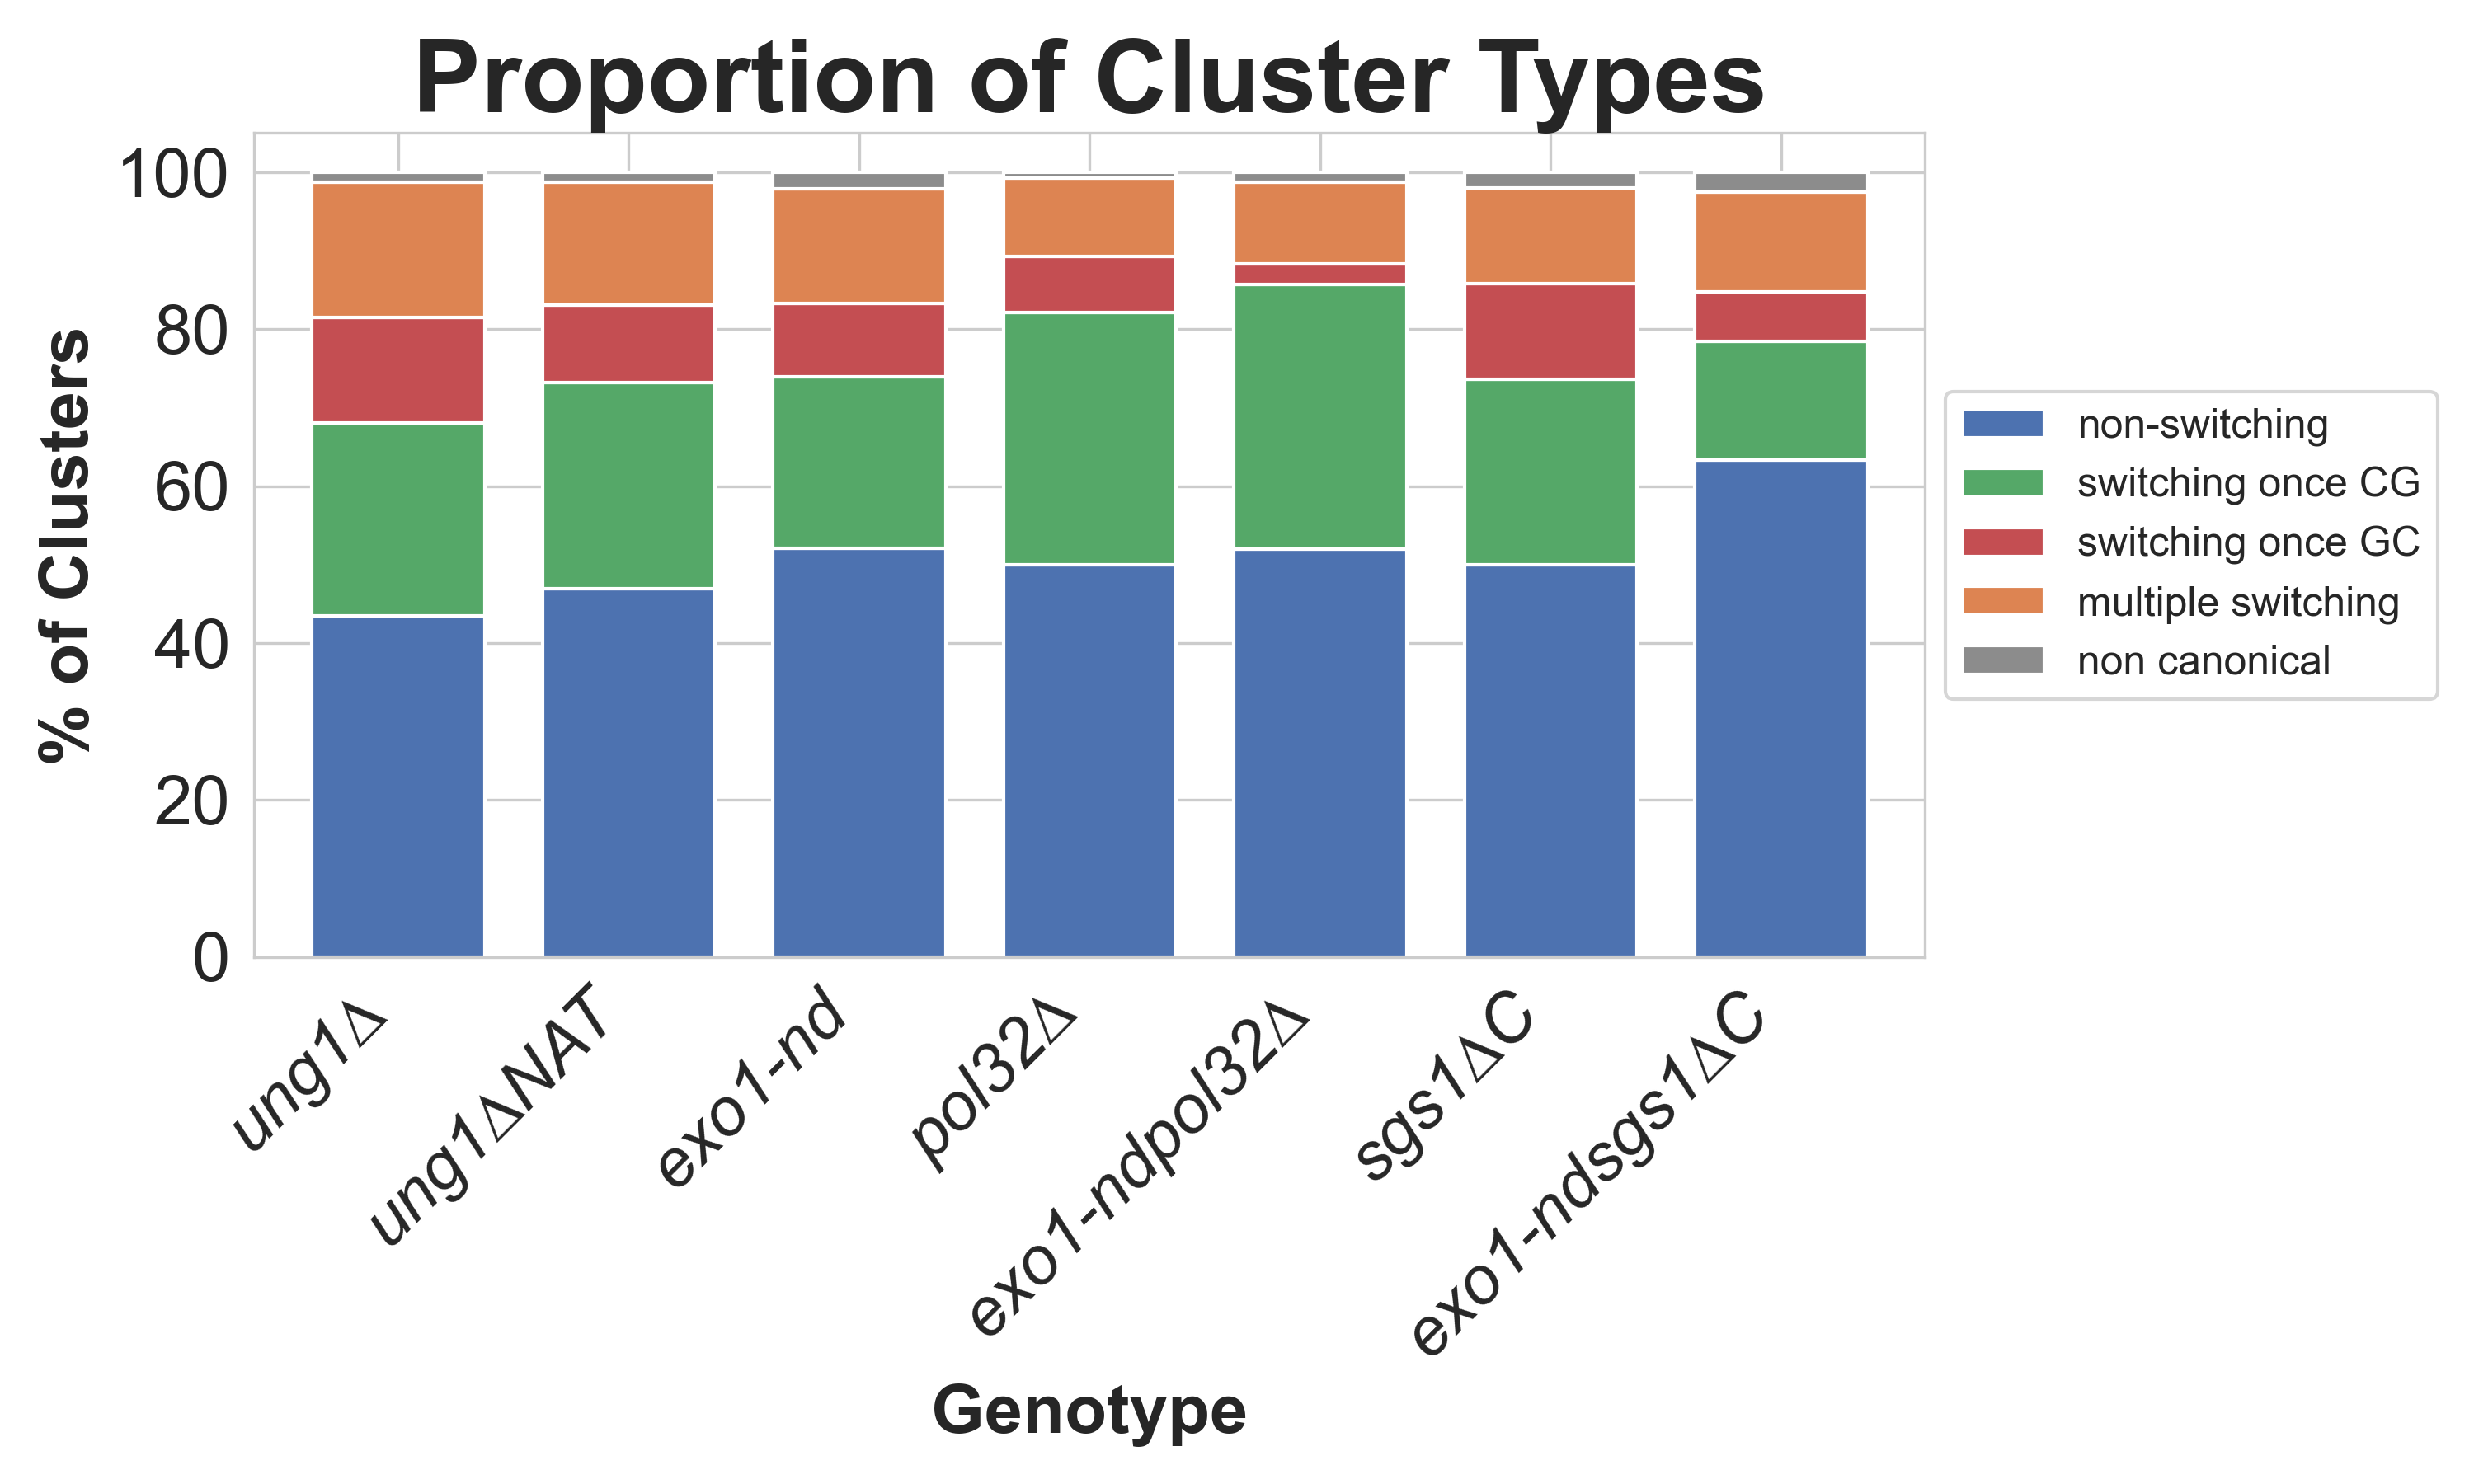 Proportion of Cluster Types
% of Clusters
100
80
60
40
20
0
non-switching
switching once CG
switching once GC
multiple switching
non canonical
ung1Δ
ung1ΔNAT
exo1-nd
pol32Δ
exo1-ndpol32Δ
sgs1ΔC
exo1-ndsgs1ΔC
Genotype